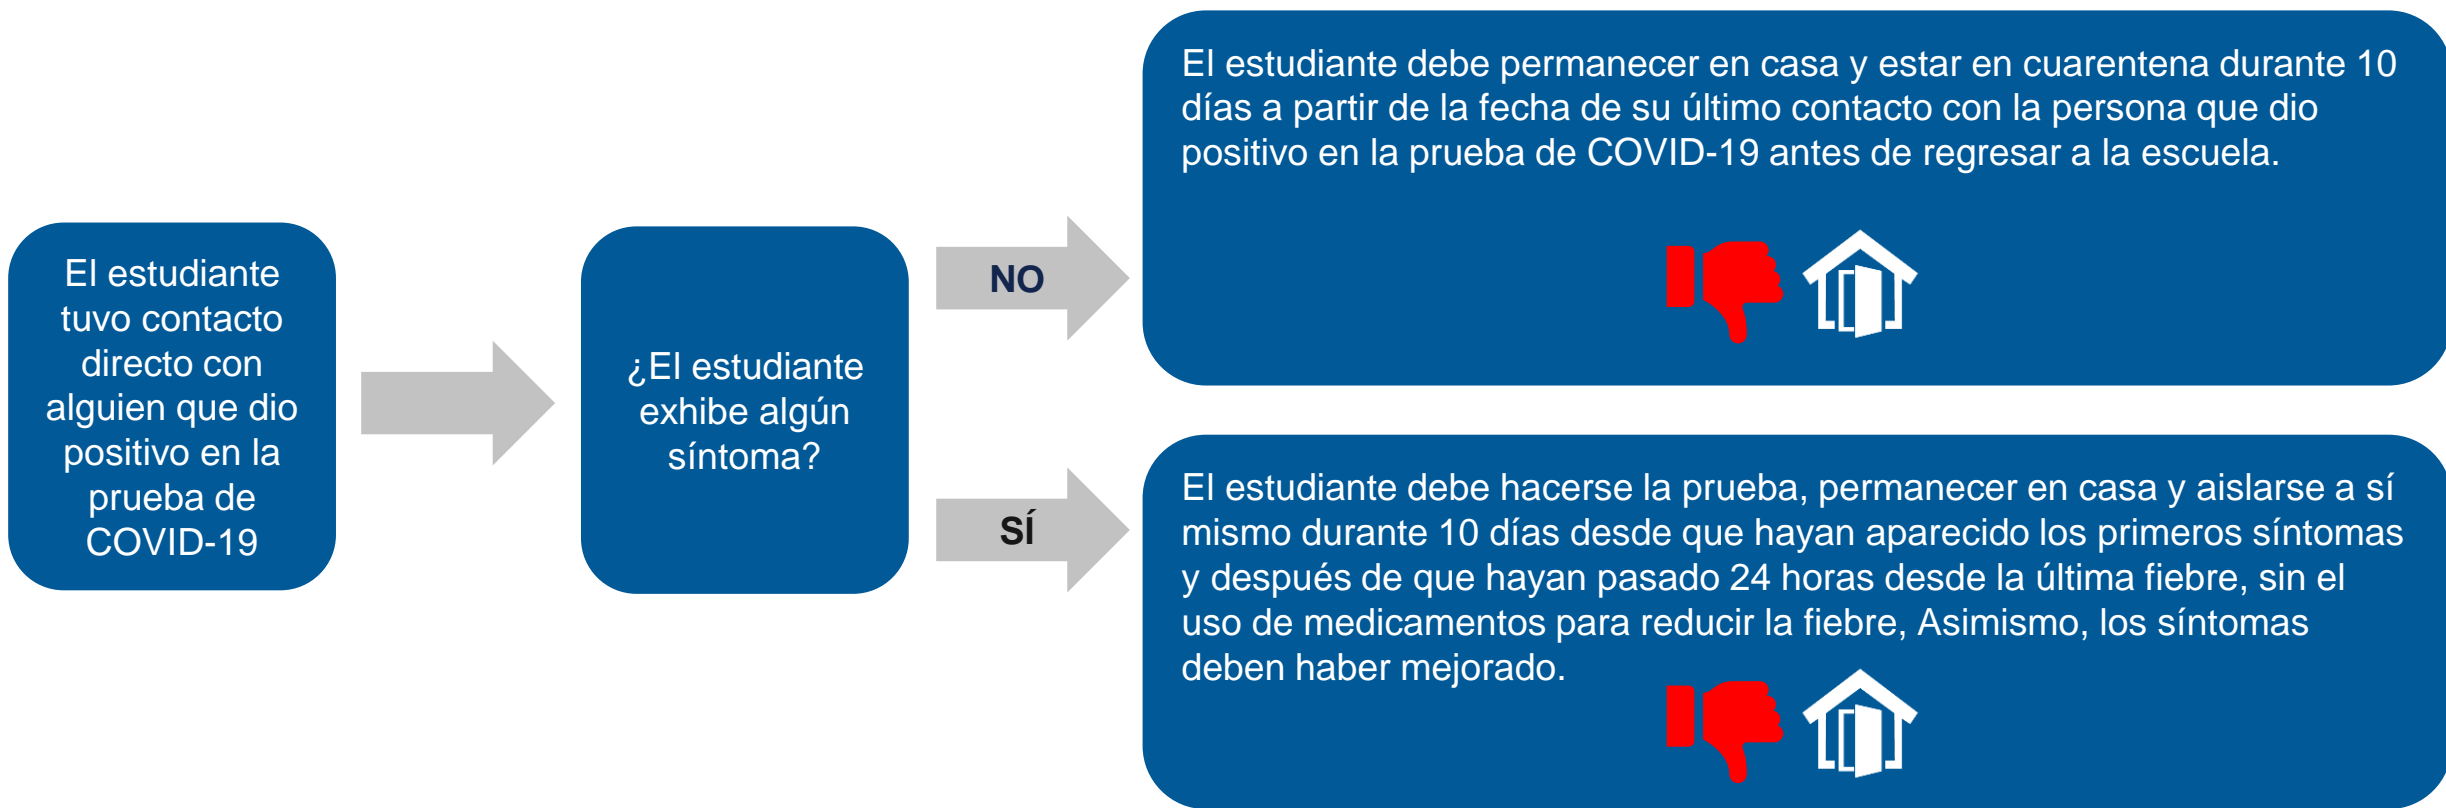 El estudiante
tuvo contacto
directo con
alguien que dio
positivo en la
prueba de
COVID-19
¿El estudiante
exhibe algún
síntoma?
NO
El estudiante debe permanecer en casa y estar en cuarentena durante 10
días a partir de la fecha de su último contacto con la persona que dio
positivo en la prueba de COVID-19 antes de regresar a la escuela.
SÍ
El estudiante debe hacerse la prueba, permanecer en casa y aislarse a sí
mismo durante 10 días desde que hayan aparecido los primeros síntomas
y después de que hayan pasado 24 horas desde la última fiebre, sin el
uso de medicamentos para reducir la fiebre, Asimismo, los síntomas
deben haber mejorado.